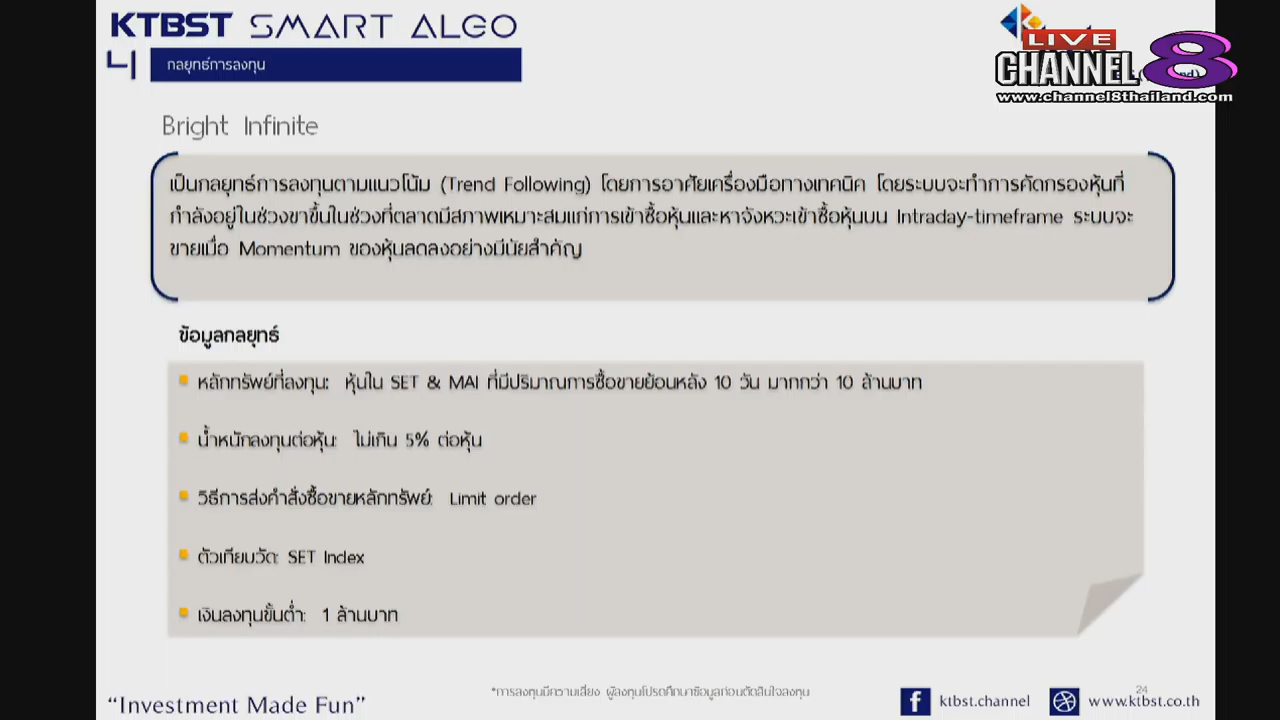 KTBST SMART ALGO
LIVE
CHANNEL 8
www.channel8thailand.com
กลยุทธ์การลงทุน
Bright Infinite
เป็นกลยุทธ์การลงทุนตามแนวโน้ม (Trend Following) โดยการอาศัยเครื่องมือทางเทคนิค โดยระบบจะทำการคัดกรองหุ้นที่
กำลังอยู่ในช่วงขาขึ้นในช่วงที่ตลาดมีสภาพเหมาะสมแก่การเข้าซื้อหุ้นและหาจังหวะเข้าซื้อหุ้นบน Intraday-timeframe ระบบจะ
ขายเมื่อ Momentum ของหุ้นลดลงอย่างมีนัยสำคัญ
ข้อมูลกลยุทธ์
หลักทรัพย์ที่ลงทุน: หุ้นใน SET & MAI ที่มีปริมาณการซื้อขายย้อนหลัง 10 วัน มากกว่า 10 ล้านบาท
น้ำหนักลงทุนต่อหุ้น: ไม่เกิน 5% ต่อหุ้น
วิธีการส่งคำสั่งซื้อขายหลักทรัพย์: Limit order
ตัวเทียบวัด: SET Index
เงินลงทุนขั้นต่ำ: 1 ล้านบาท
"Investment Made Fun"
*การลงทุนมีความเสี่ยง ผู้ลงทุนโปรดศึกษาข้อมูลก่อนตัดสินใจลงทุน
24
ktbst.channel
www.ktbst.co.th